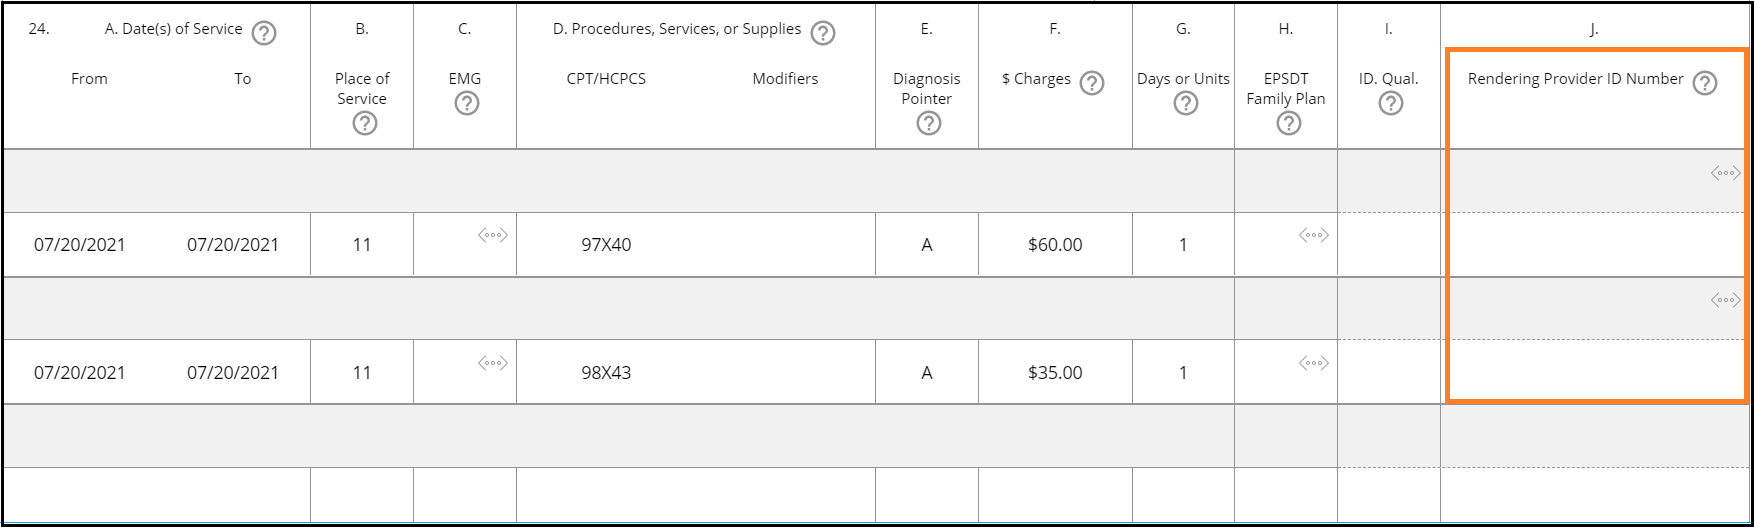 24. A. Date(s) of Service ? B. C. D. Procedures, Services, or Supplies ? E. F. G. H. I. J.
From To Place of Service ? EMG ? CPT/HCPCS Modifiers Diagnosis Pointer ? $ Charges ? Days or Units ? EPSDT Family Plan ? ID. Qual. ? Rendering Provider ID Number ?
07/20/2021 07/20/2021 11 97X40 A $60.00 1
07/20/2021 07/20/2021 11 98X43 A $35.00 1